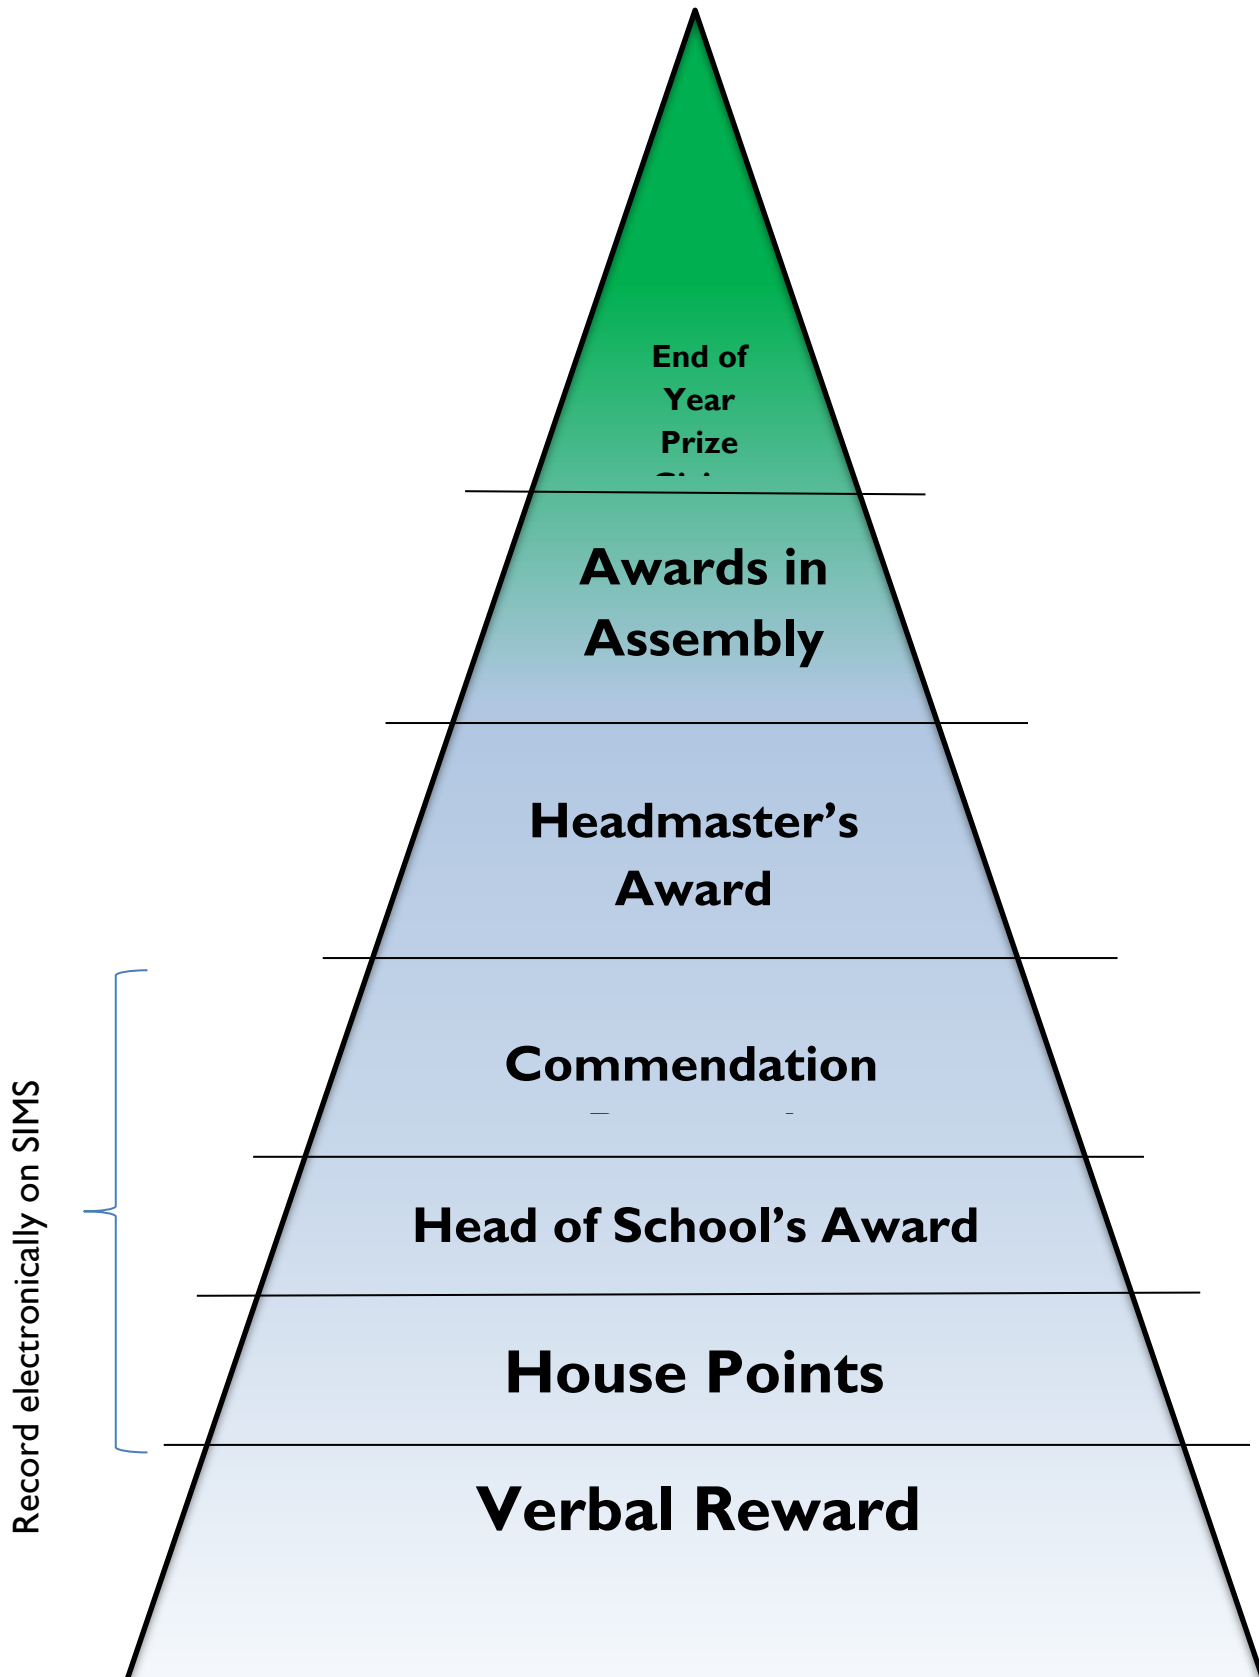 End of
Year
Prize
Awards in
Assembly
Headmaster’s
Award
Commendation
Head of School’s Award
House Points
Verbal Reward
Record electronically on SIMS